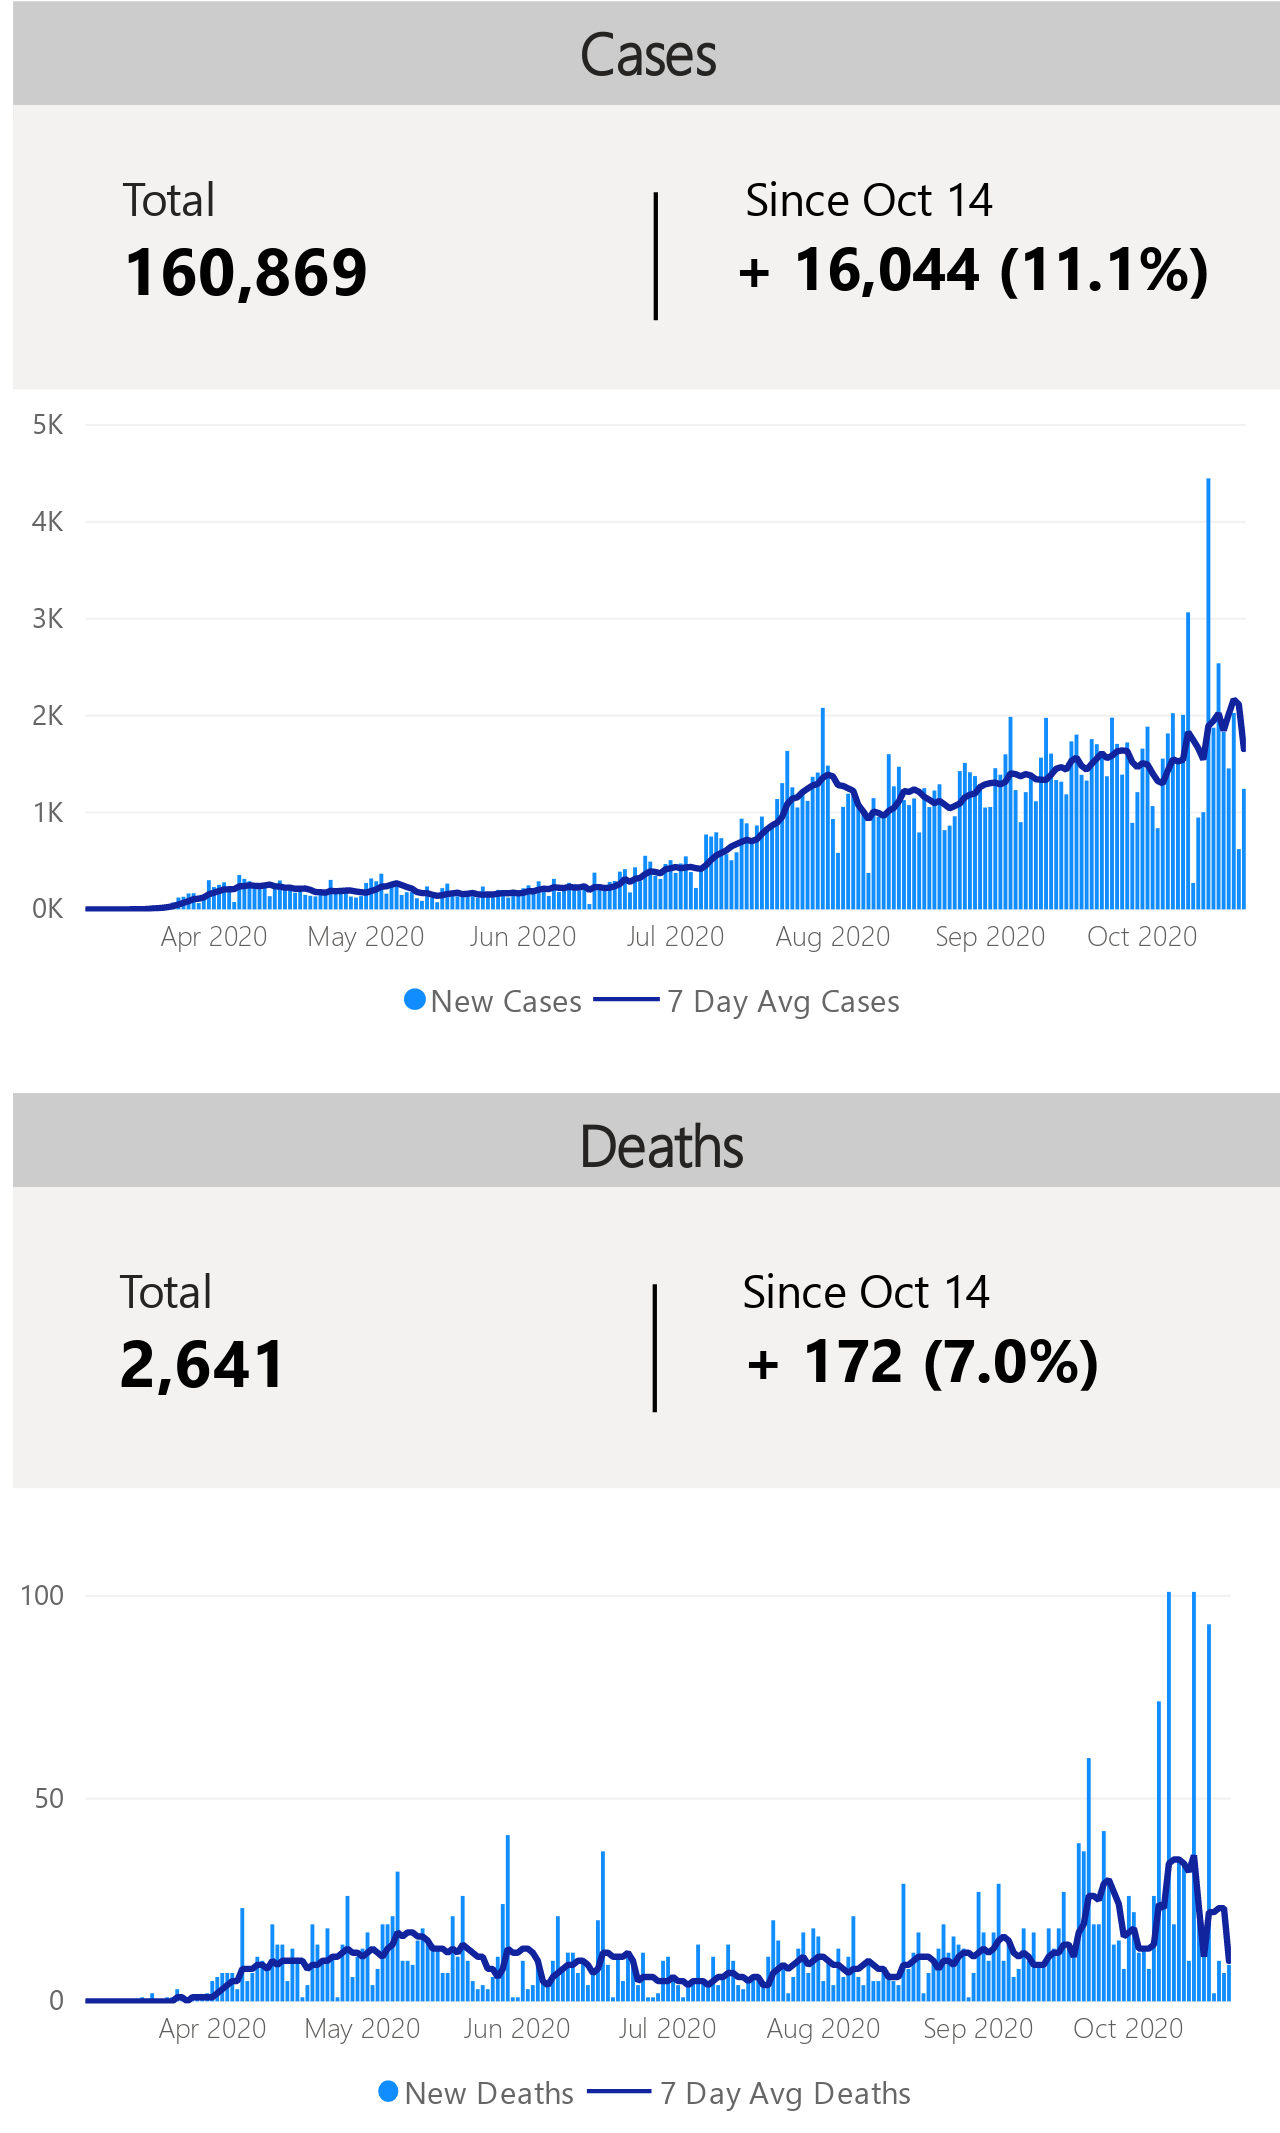 Cases
Total
Since Oct 14
160,869
+ 16,044 (11.1%)
5K
4K
3K
2K
1K
0K
Apr 2020
May 2020
Jun 2020
Jul 2020
Aug 2020
Sep 2020
Oct 2020
New Cases
7 Day Avg Cases
Deaths
Total
Since Oct 14
2,641
+ 172 (7.0%)
100
50
0
Apr 2020
May 2020
Jun 2020
Jul 2020
Aug 2020
Sep 2020
Oct 2020
New Deaths
7 Day Avg Deaths